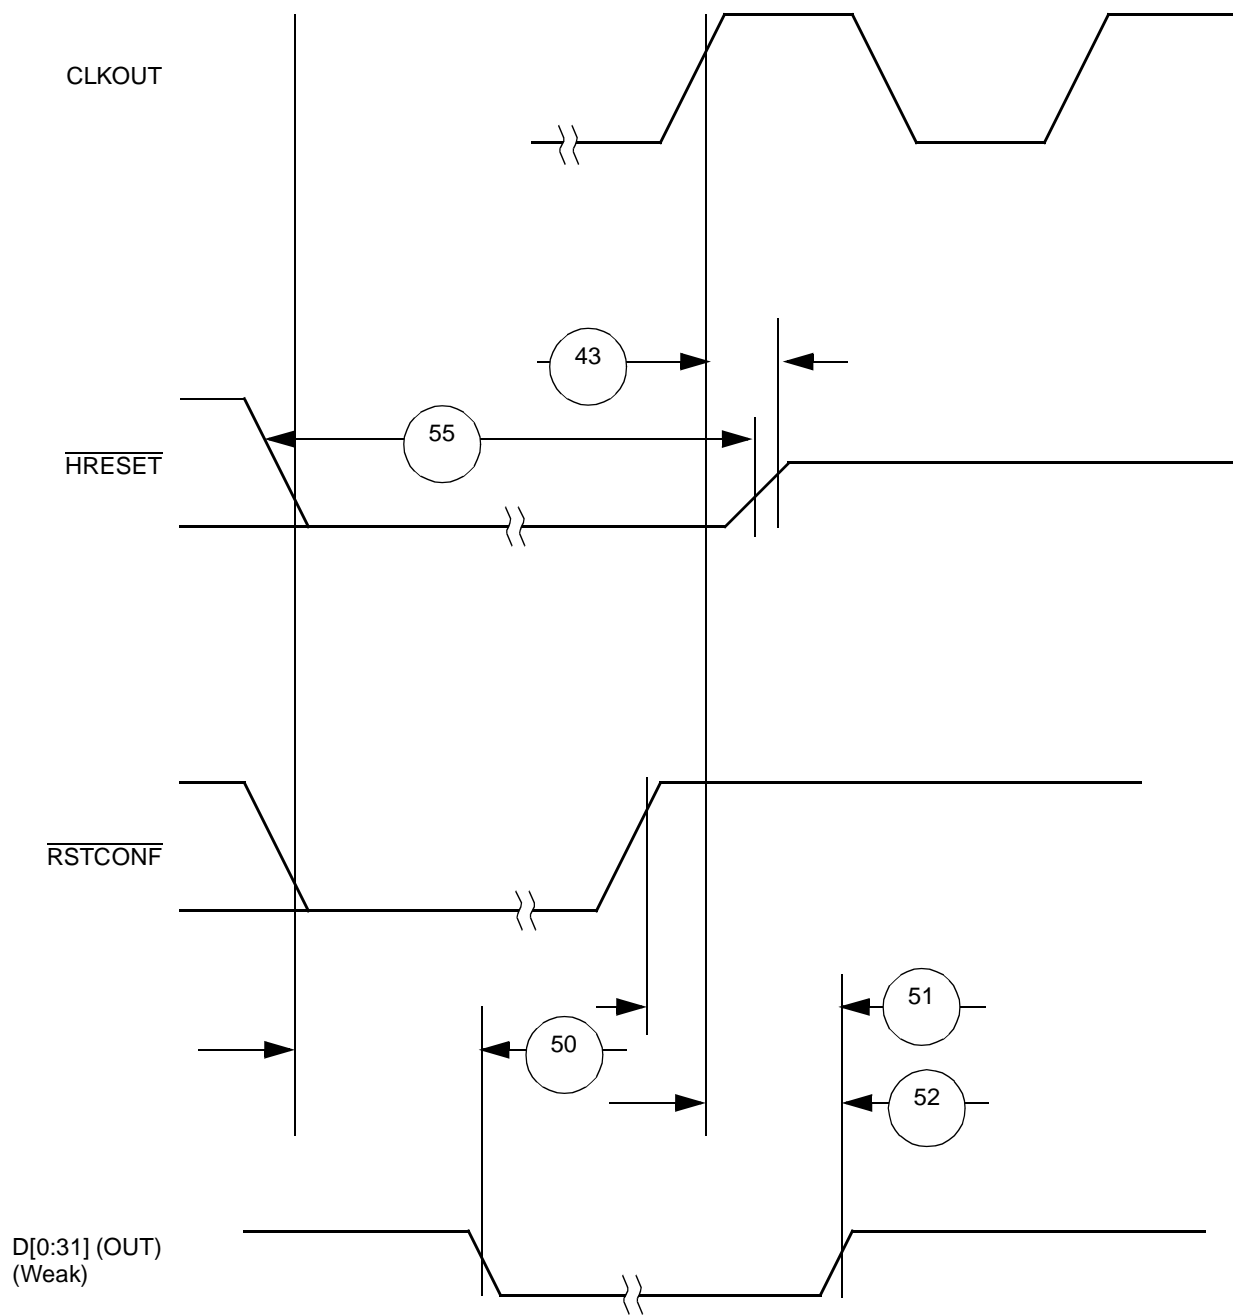 CLKOUT
43
55
HRESET
RSTCONF
51
50
52
D[0:31] (OUT)
(Weak)